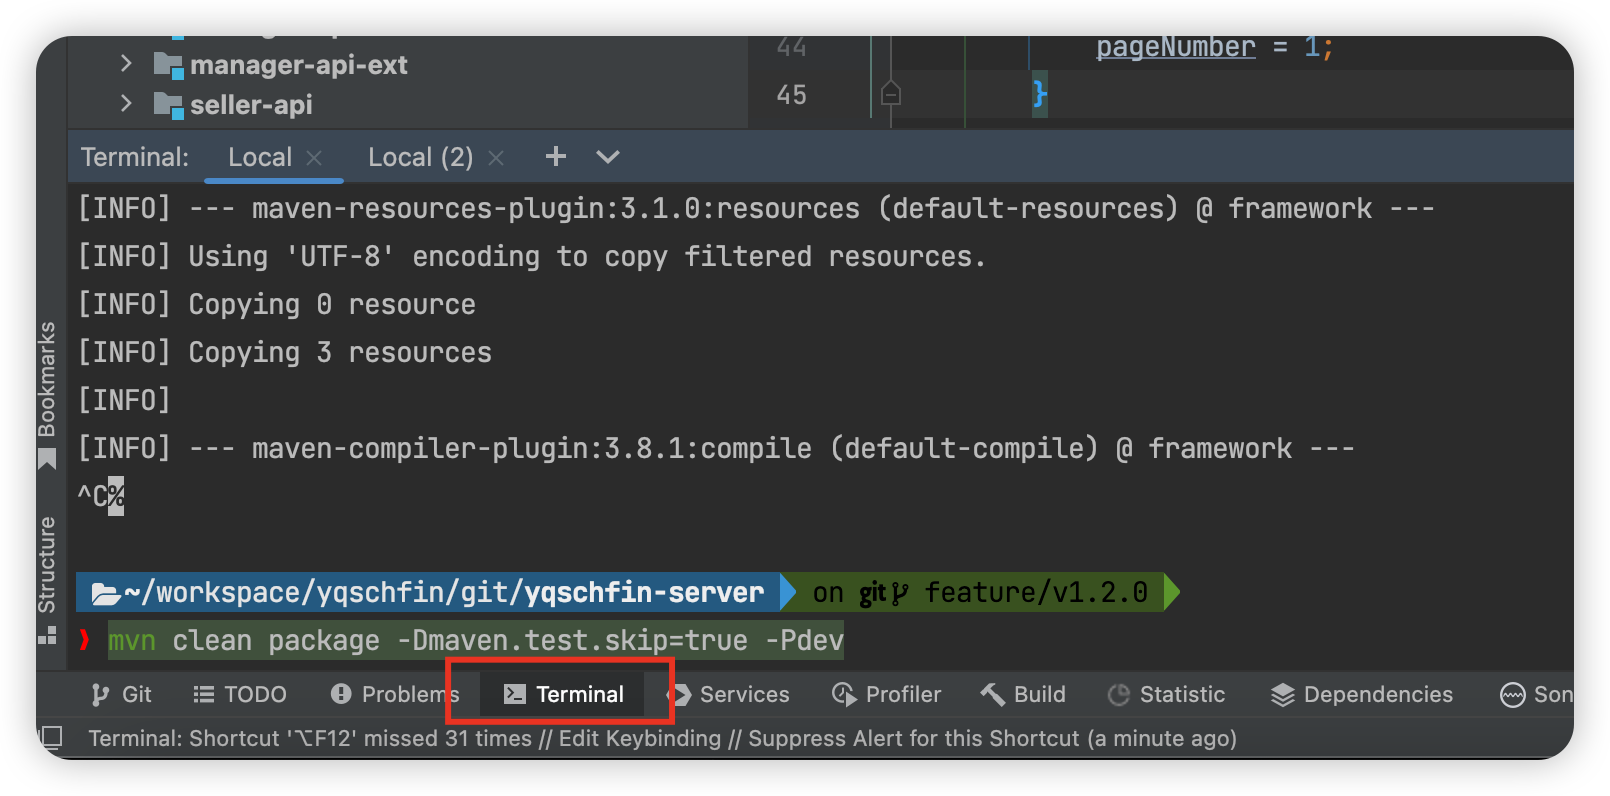 manager-api-ext
seller-api
44 pageNumber = 1;
45 }
Terminal: Local Local (2)
[INFO] --- maven-resources-plugin:3.1.0:resources (default-resources) @ framework ---
[INFO] Using 'UTF-8' encoding to copy filtered resources.
[INFO] Copying 0 resource
[INFO] Copying 3 resources
[INFO]
[INFO] --- maven-compiler-plugin:3.8.1:compile (default-compile) @ framework ---
^C%
~/workspace/yqschfin/git/yqschfin-server on git feature/v1.2.0
❯ mvn clean package -Dmaven.test.skip=true -Pdev
Bookmarks
Structure
Git TODO Problems Terminal Services Profiler Build Statistic Dependencies Son
Terminal: Shortcut '⌥F12' missed 31 times // Edit Keybinding // Suppress Alert for this Shortcut (a minute ago)